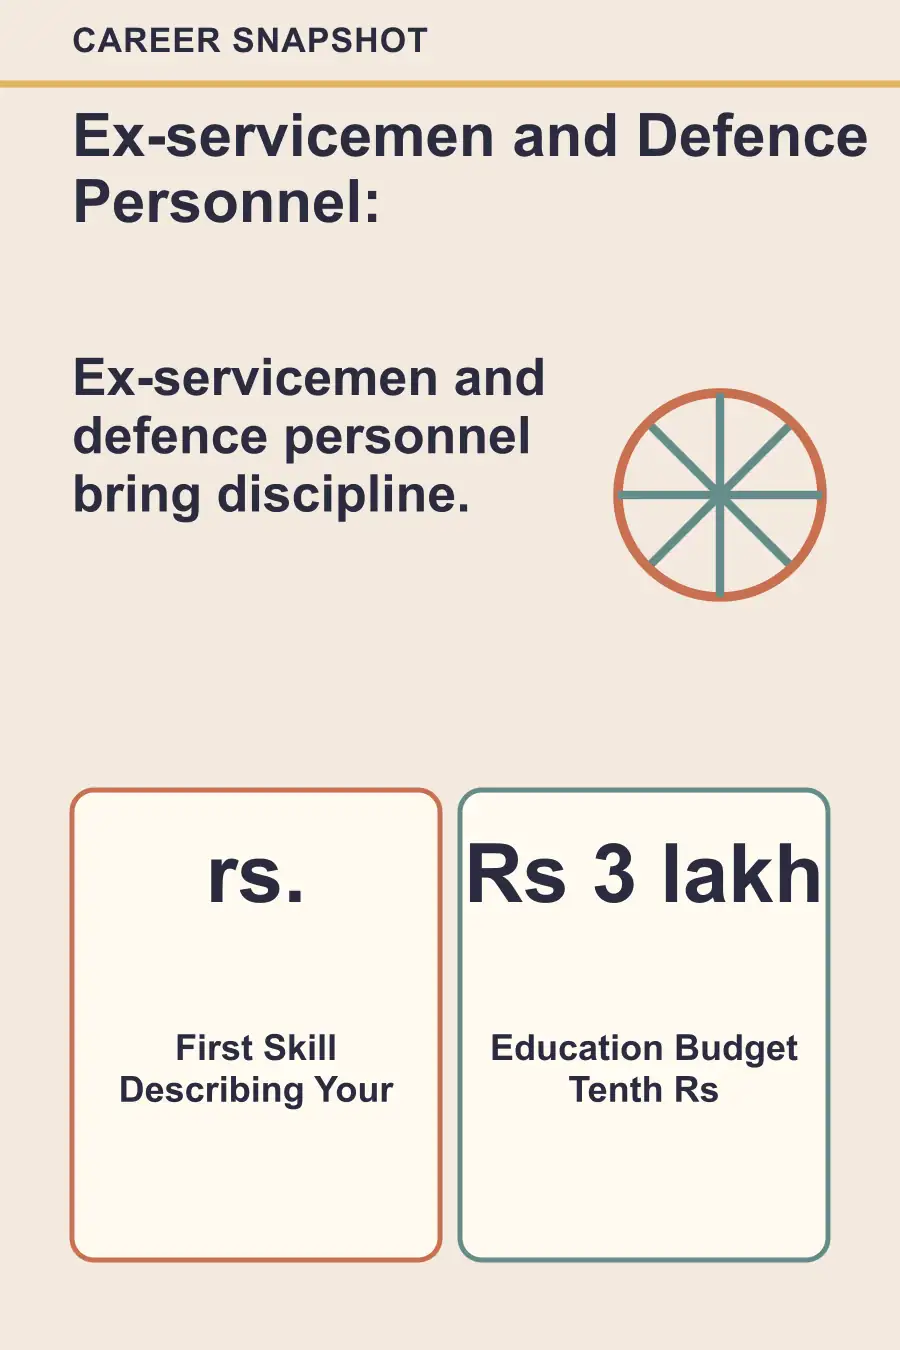 CAREER SNAPSHOT
Ex-servicemen and Defence
Personnel:
Ex-servicemen and
defence personnel
bring discipline.
rs.
First Skill
Describing Your
Rs 3 lakh
Education Budget
Tenth Rs